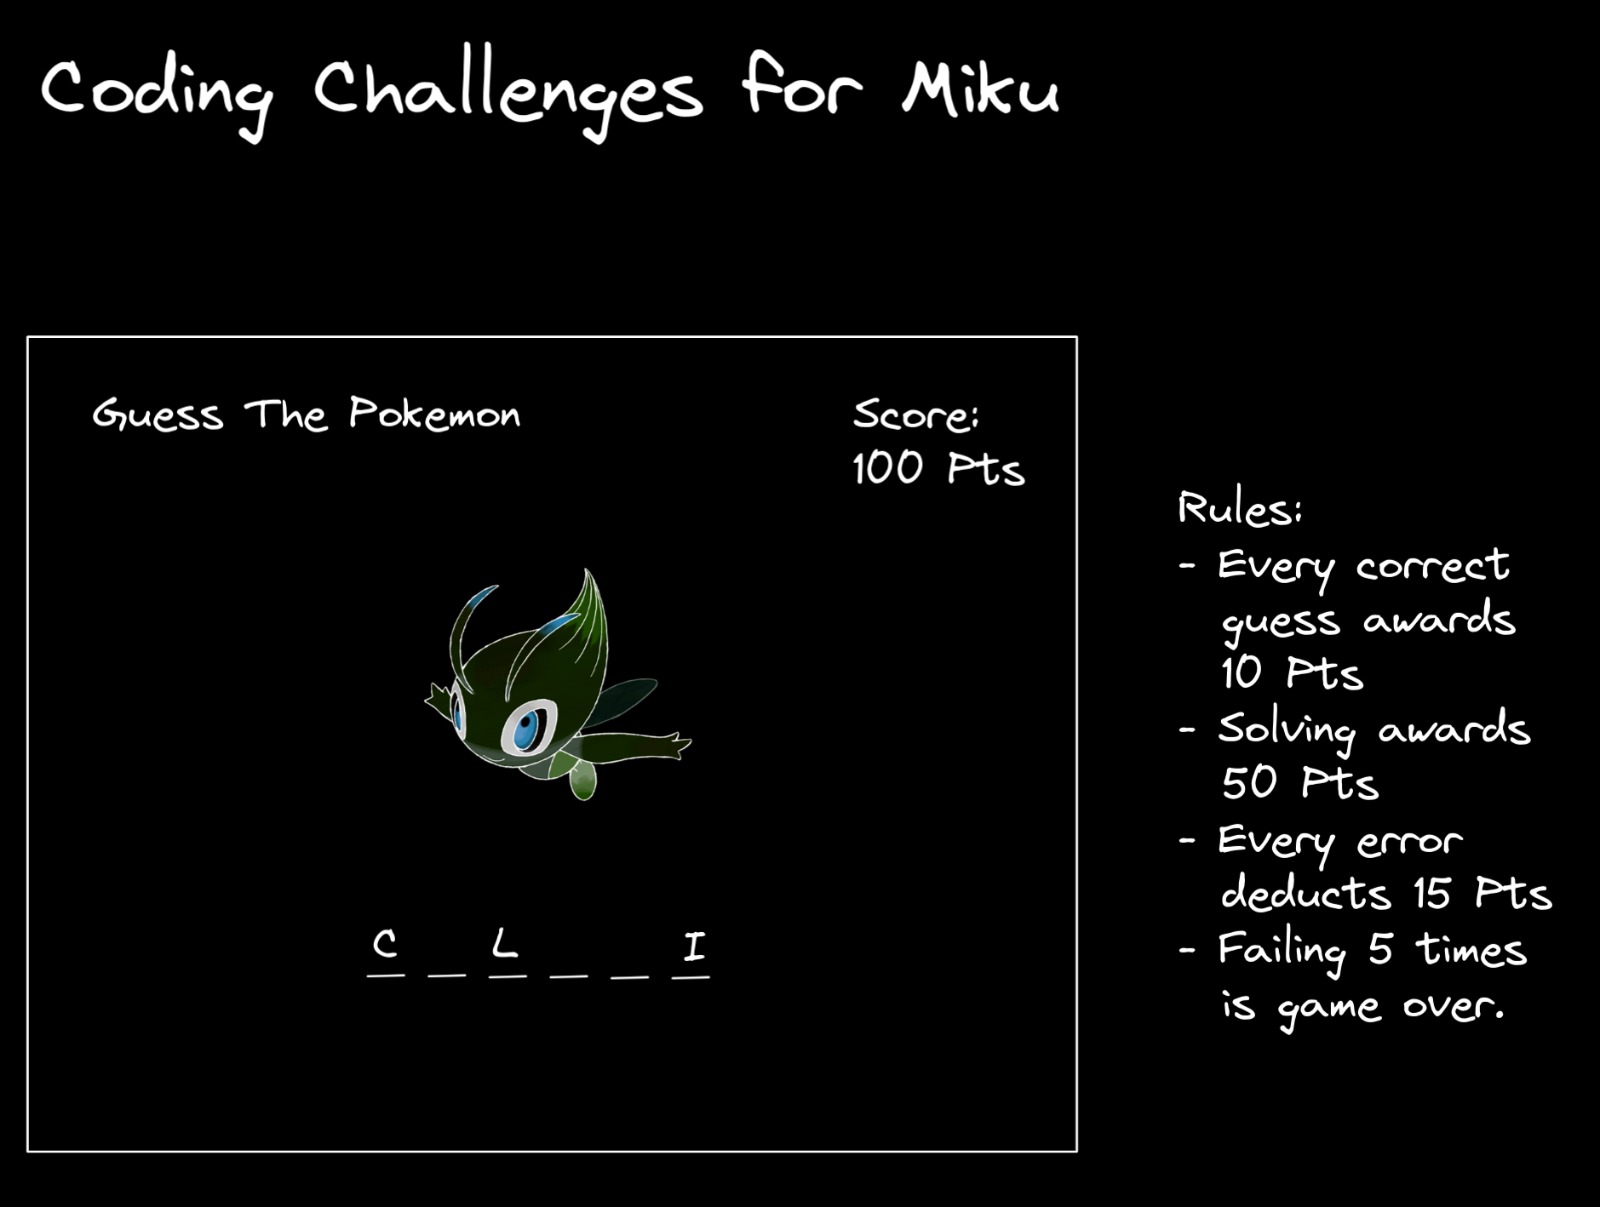 Coding Challenges for Miku
Guess The Pokemon
Score:
100 Pts
C _ L _ _ I
Rules:
- Every correct
guess awards
10 Pts
- Solving awards
50 Pts
- Every error
deducts 15 Pts
- Failing 5 times
is game over.